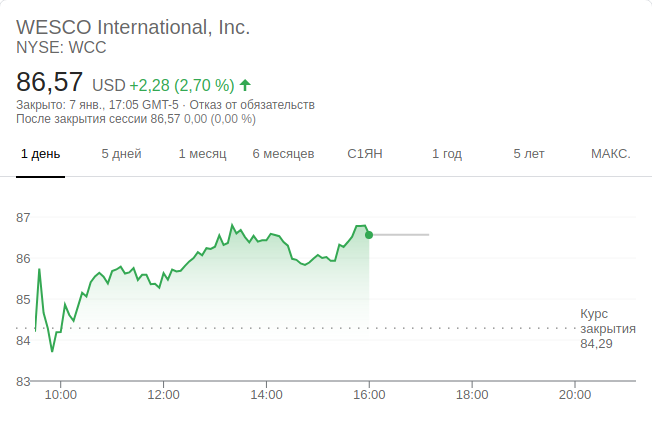 WESCO International, Inc.
NYSE: WCC
86,57 USD +2,28 (2,70 %)
Закрыто: 7 янв., 17:05 GMT-5 · Отказ от обязательств
После закрытия сессии 86,57 0,00 (0,00 %)
1 день 5 дней 1 месяц 6 месяцев С1ЯН 1 год 5 лет МАКС.
87
86
85
Курс
закрытия
84,29
84
83
10:00 12:00 14:00 16:00 18:00 20:00